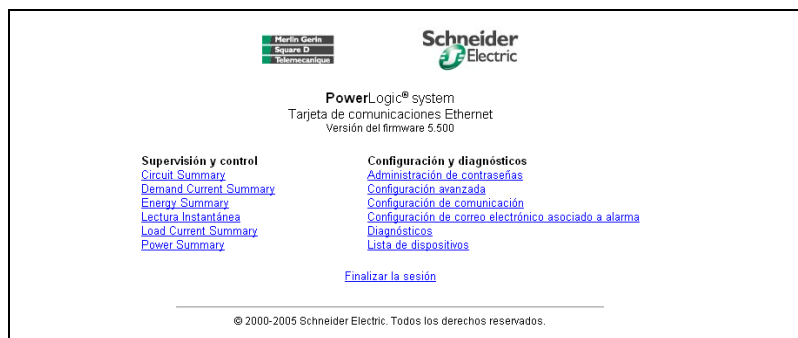 Merlin Gerin
Square D
Telemecanique
Schneider
Electric
PowerLogic® system
Tarjeta de comunicaciones Ethernet
Versión del firmware 5.500
Supervisión y control
Circuit Summary
Demand Current Summary
Energy Summary
Lectura Instantánea
Load Current Summary
Power Summary
Configuración y diagnósticos
Administración de contraseñas
Configuración avanzada
Configuración de comunicación
Configuración de correo electrónico asociado a alarma
Diagnósticos
Lista de dispositivos
Finalizar la sesión
© 2000-2005 Schneider Electric. Todos los derechos reservados.